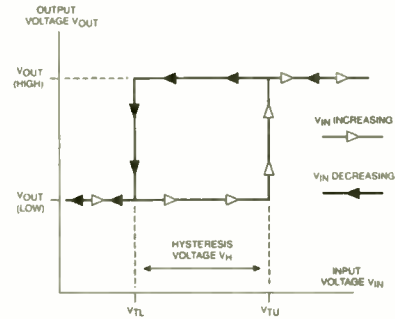 OUTPUT
VOLTAGE VOUT
VOUT
(HIGH)
VIN INCREASING
VIN DECREASING
VOUT
(LOW)
HYSTERESIS
VOLTAGE VH
INPUT
VOLTAGE VIN
VTL
VTU